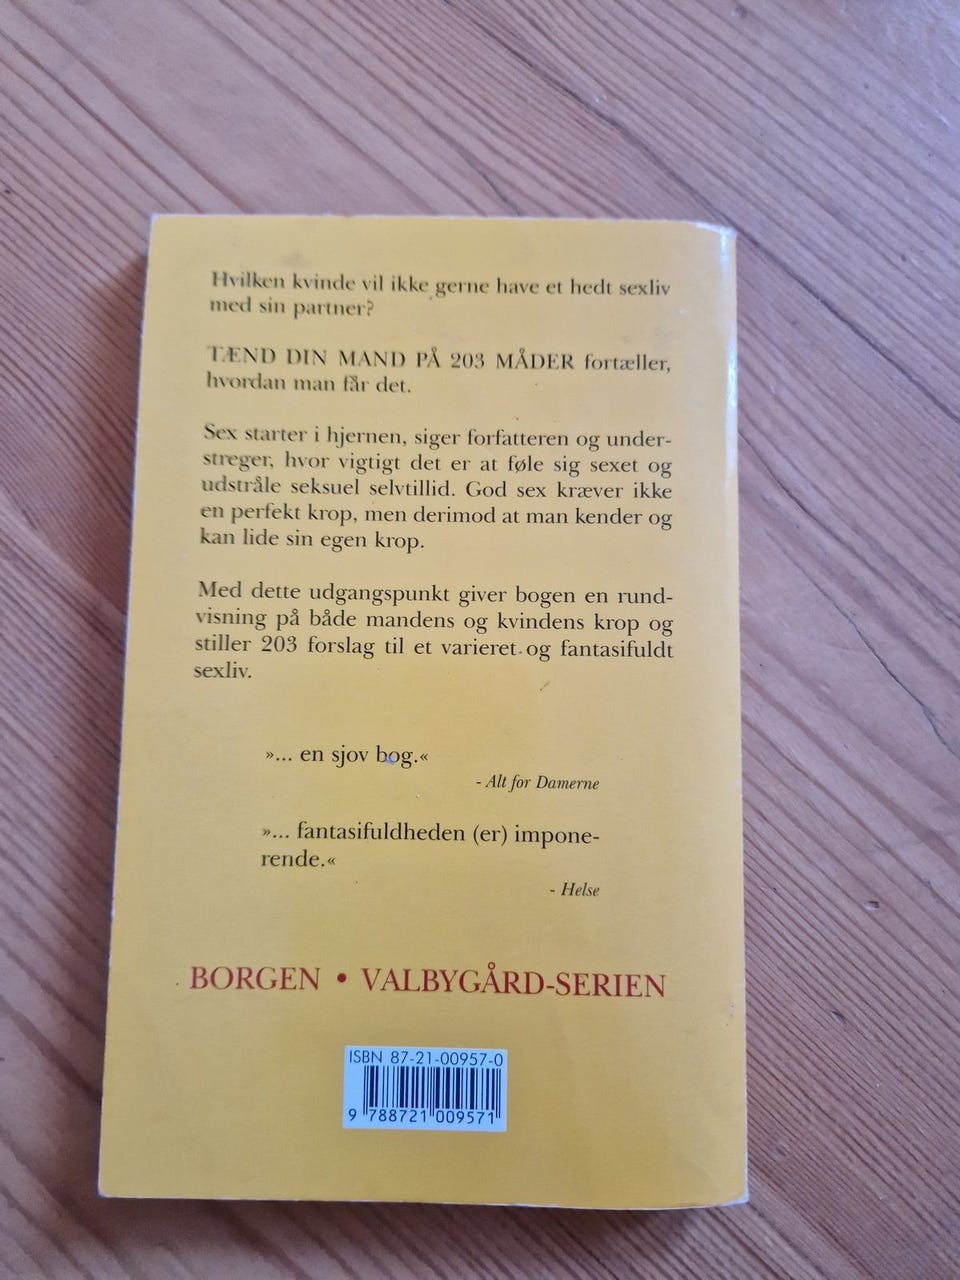 Hvilken kvinde vil ikke gerne have et hedt sexliv
med sin partner?
TÆND DIN MAND PÅ 203 MÅDER fortæller,
hvordan man får det.
Sex starter i hjernen, siger forfatteren og under-
streger, hvor vigtigt det er at føle sig sexet og
udstråle seksuel selvtillid. God sex kræver ikke
en perfekt krop, men derimod at man kender og
kan lide sin egen krop.
Med dette udgangspunkt giver bogen en rund-
visning på både mandens og kvindens krop og
stiller 203 forslag til et varieret og fantasifuldt
sexliv.
»... en sjov bog.«
- Alt for Damerne
»... fantasifuldheden (er) impone-
rende.«
- Helse
BORGEN • VALBYGÅRD-SERIEN
ISBN 87-21-00957-0
9 788721 009571